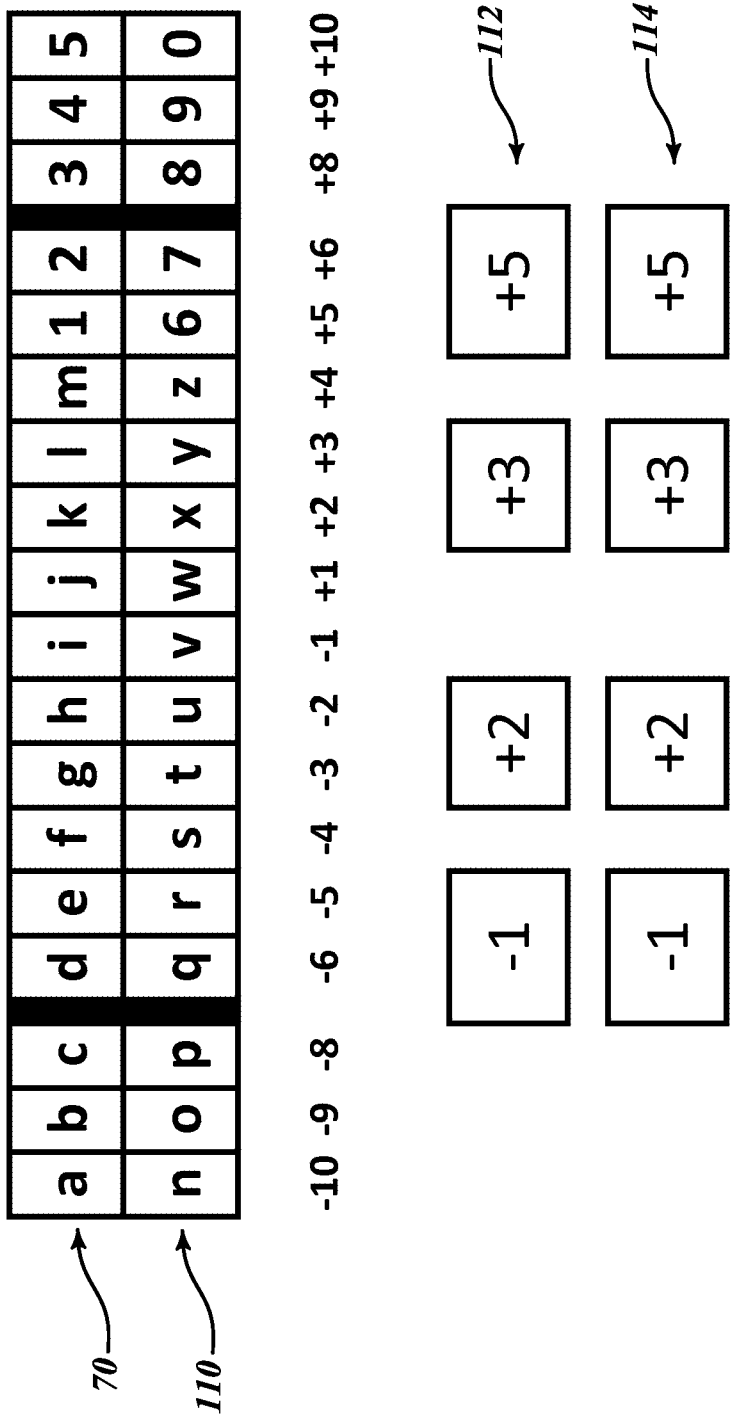 70 a b c d e f g h i j k l m 1 2 3 4 5
110 n o p q r s t u v w x y z 6 7 8 9 0
-10 -9 -8 -6 -5 -4 -3 -2 -1 +1 +2 +3 +4 +5 +6 +8 +9 +10
-1 +2 +3 +5 112
-1 +2 +3 +5 114